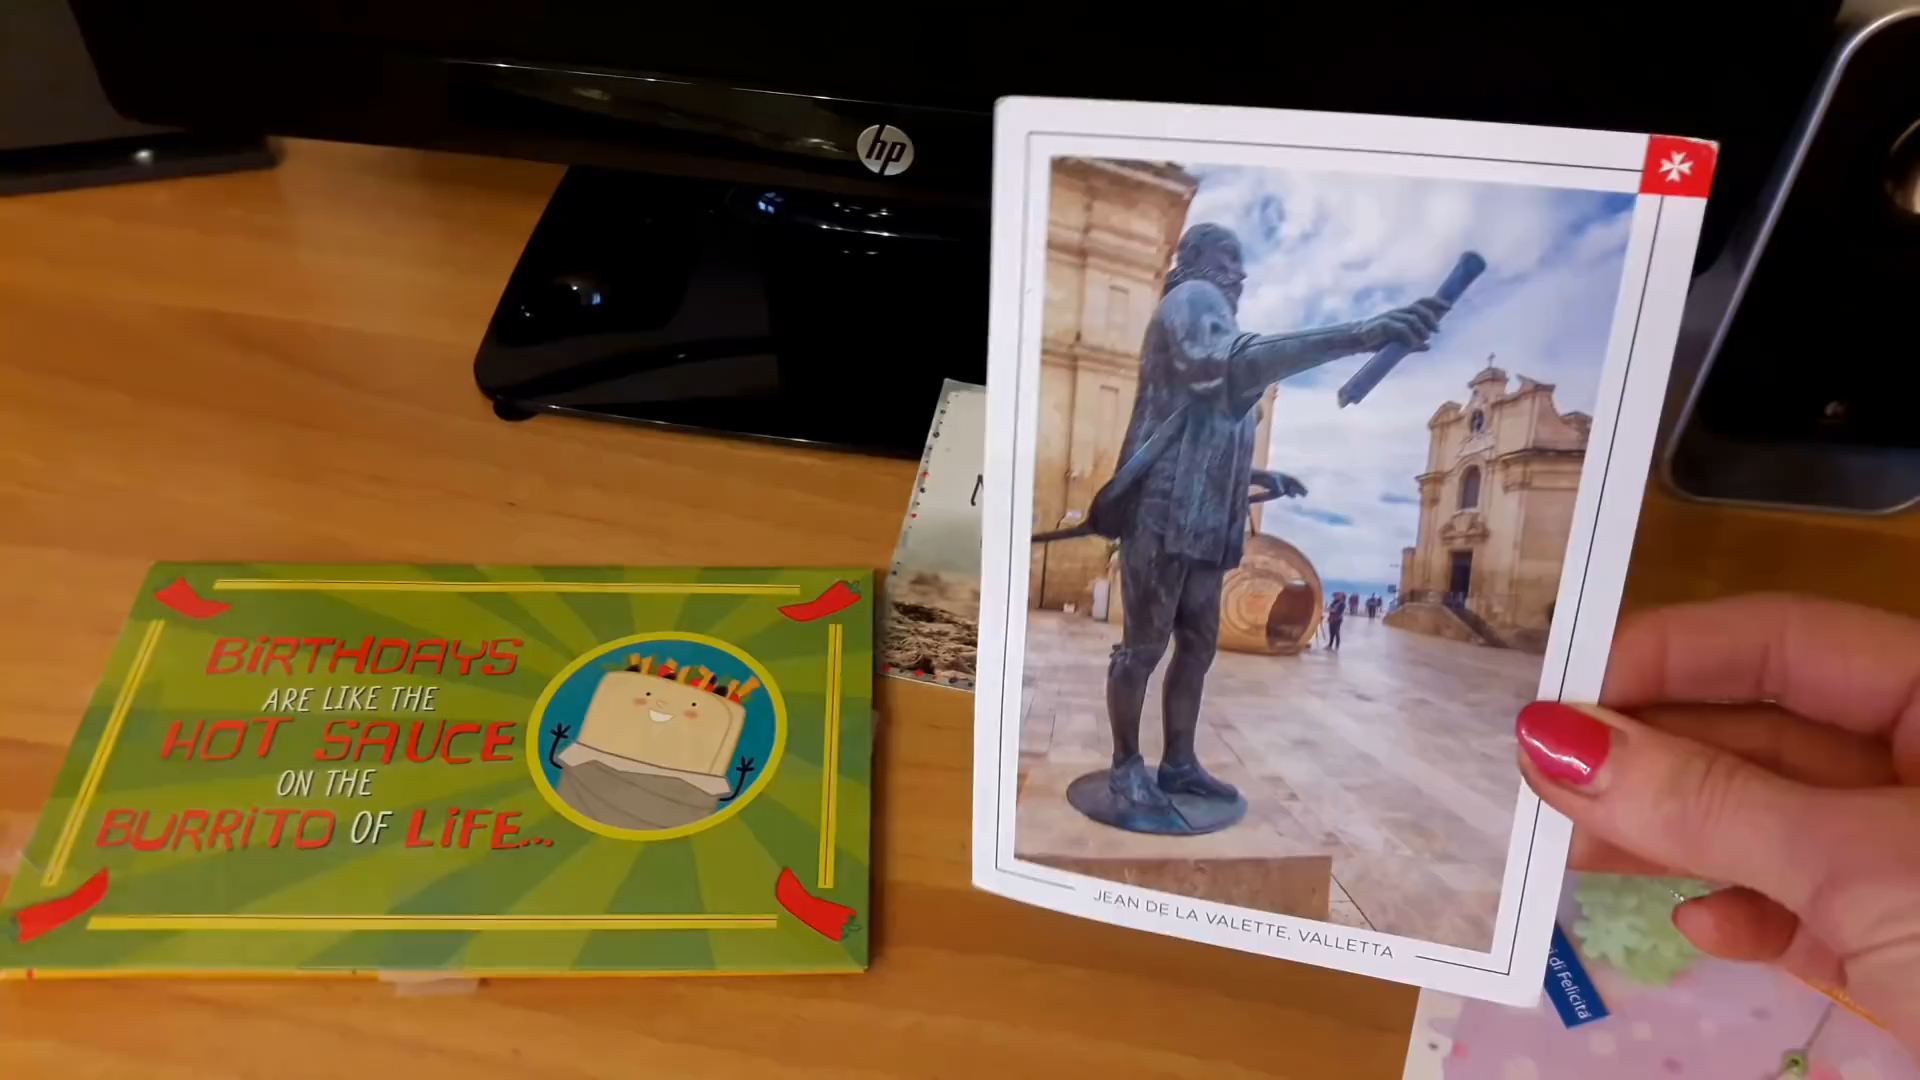 hp
BIRTHDAYS
ARE LIKE THE
HOT SAUCE
ON THE
BURRITO OF LIFE...
JEAN DE LA VALETTE, VALLETTA
di Felicità